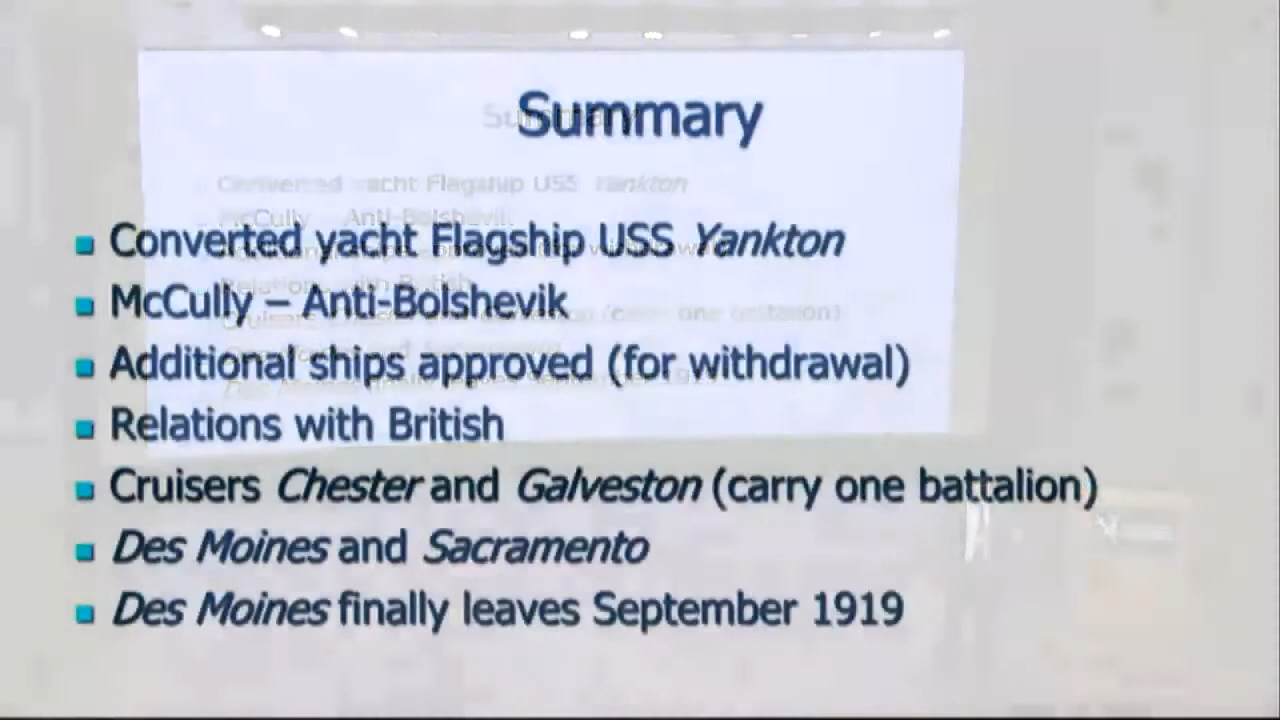 Summary
Converted yacht Flagship USS Yankton
McCully – Anti-Bolshevik
Additional ships approved (for withdrawal)
Relations with British
Cruisers Chester and Galveston (carry one battalion)
Des Moines and Sacramento
Des Moines finally leaves September 1919